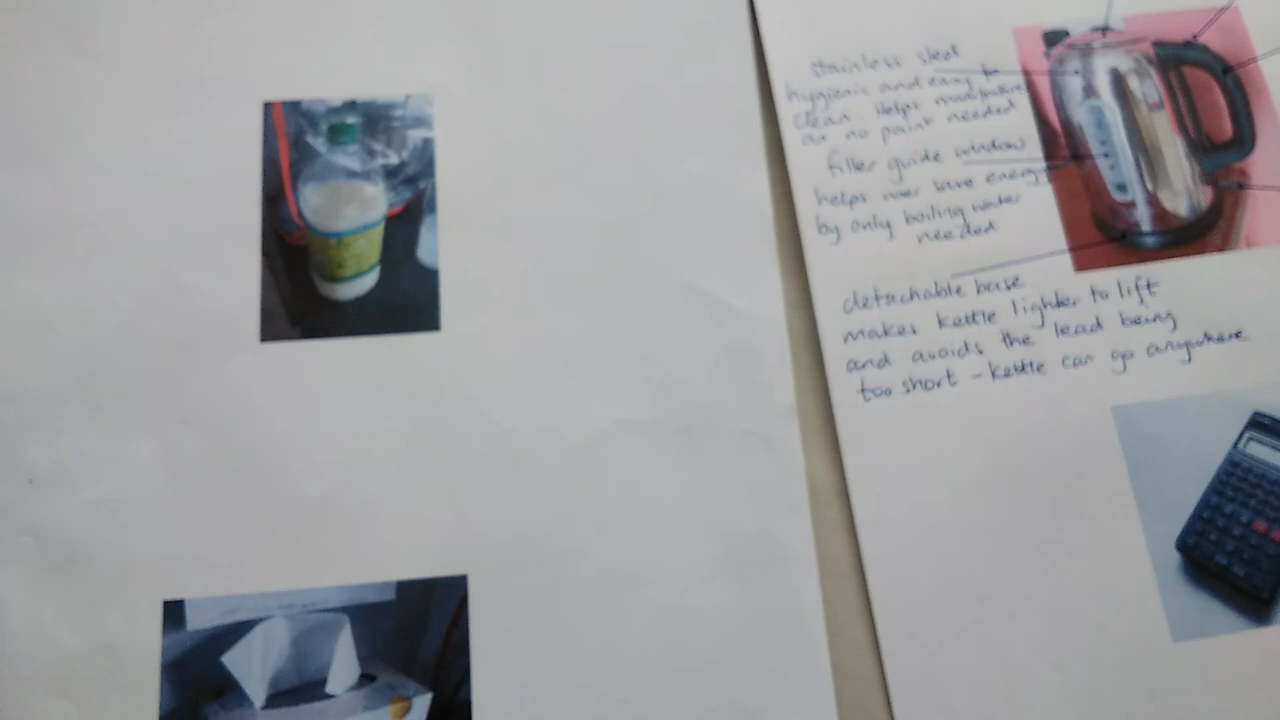 stainless steel
hygienic and easy to
clean. Helps manufacture
as no paint needed
filler guide window
helps user save energy
by only boiling water
needed
detachable base
makes kettle lighter to lift
and avoids the lead being
too short - kettle can go anywhere